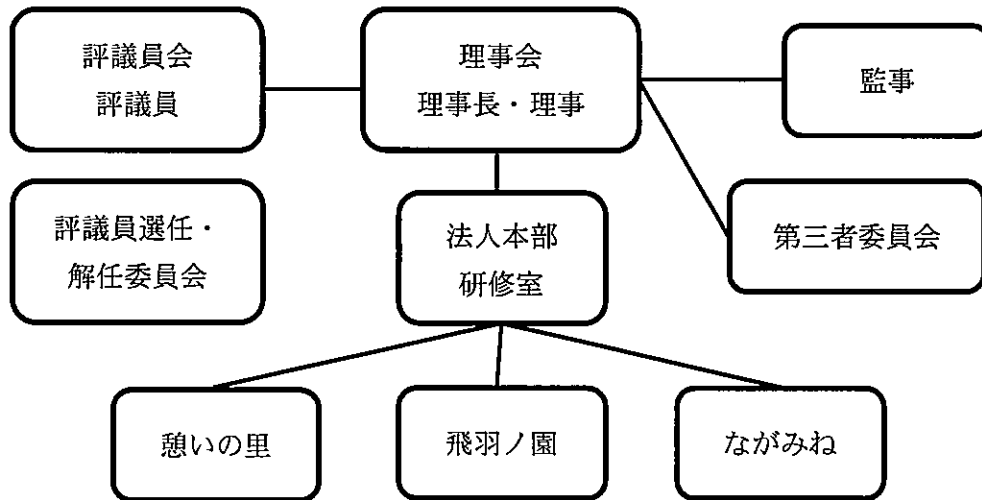 評議員会
評議員
理事会
理事長・理事
監事
評議員選任・
解任委員会
法人本部
研修室
第三者委員会
憩いの里
飛羽ノ園
ながみね